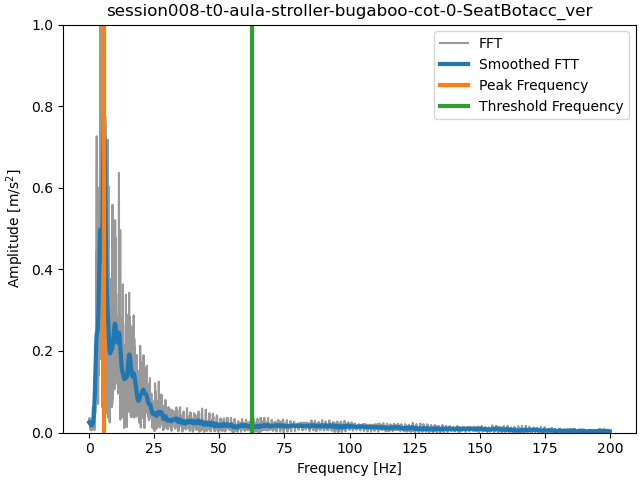 session008-t0-aula-stroller-bugaboo-cot-0-SeatBotacc_ver
1.0
0.8
0.6
0.4
0.2
0.0
Amplitude [m/s²]
FFT
Smoothed FTT
Peak Frequency
Threshold Frequency
0 25 50 75 100 125 150 175 200
Frequency [Hz]